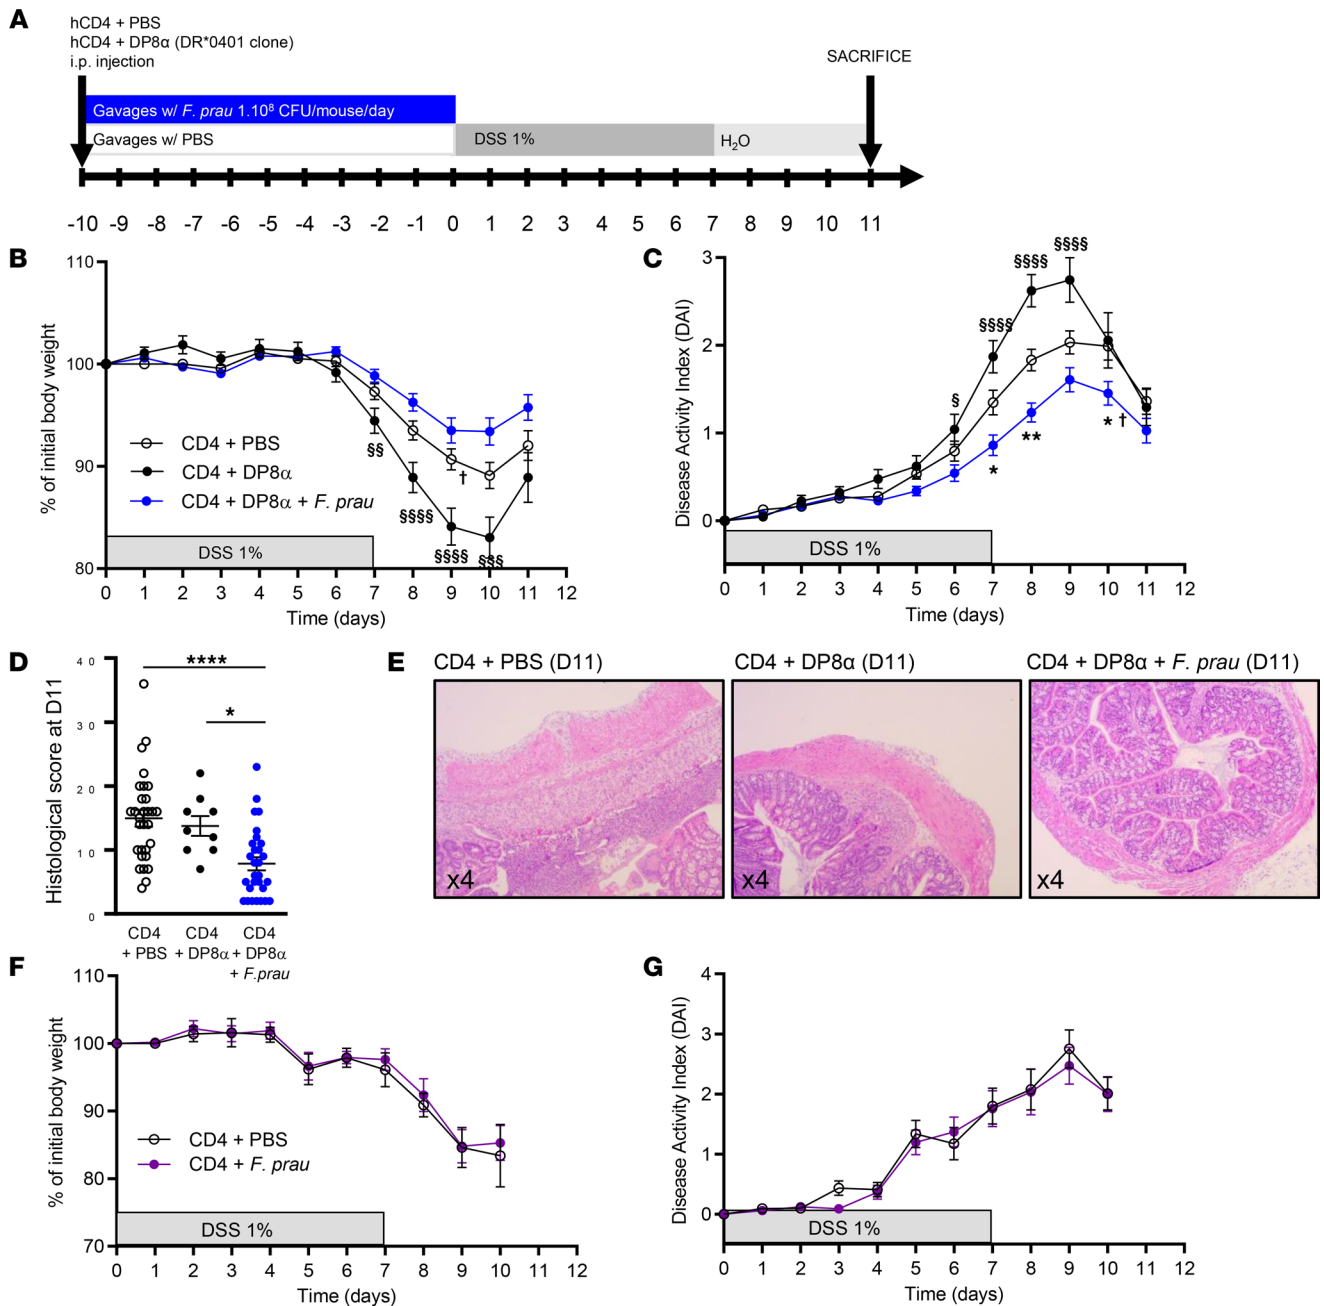 A
hCD4 + PBS
hCD4 + DP8α (DR*0401 clone)
i.p. injection
SACRIFICE
Gavages w/ F. prau 1.10⁸ CFU/mouse/day
Gavages w/ PBS
DSS 1%
H₂O
-10 -9 -8 -7 -6 -5 -4 -3 -2 -1 0 1 2 3 4 5 6 7 8 9 10 11
B
110
100
90
80
% of initial body weight
CD4 + PBS
CD4 + DP8α
CD4 + DP8α + F. prau
§§
§§§§
§§§§
§§§
†
DSS 1%
0 1 2 3 4 5 6 7 8 9 10 11 12
Time (days)
C
3
2
1
0
Disease Activity Index (DAI)
§
§§§§
§§§§
§§§§
*
**
* †
DSS 1%
0 1 2 3 4 5 6 7 8 9 10 11 12
Time (days)
D
40
30
20
10
0
Histological score at D11
****
*
CD4 + PBS
CD4 + DP8α
CD4 + DP8α + F.prau
E
CD4 + PBS (D11)
CD4 + DP8α (D11)
CD4 + DP8α + F. prau (D11)
x4
x4
x4
F
110
100
90
80
70
% of initial body weight
CD4 + PBS
CD4 + F. prau
DSS 1%
0 1 2 3 4 5 6 7 8 9 10 11 12
Time (days)
G
4
3
2
1
0
Disease Activity Index (DAI)
DSS 1%
0 1 2 3 4 5 6 7 8 9 10 11 12
Time (days)